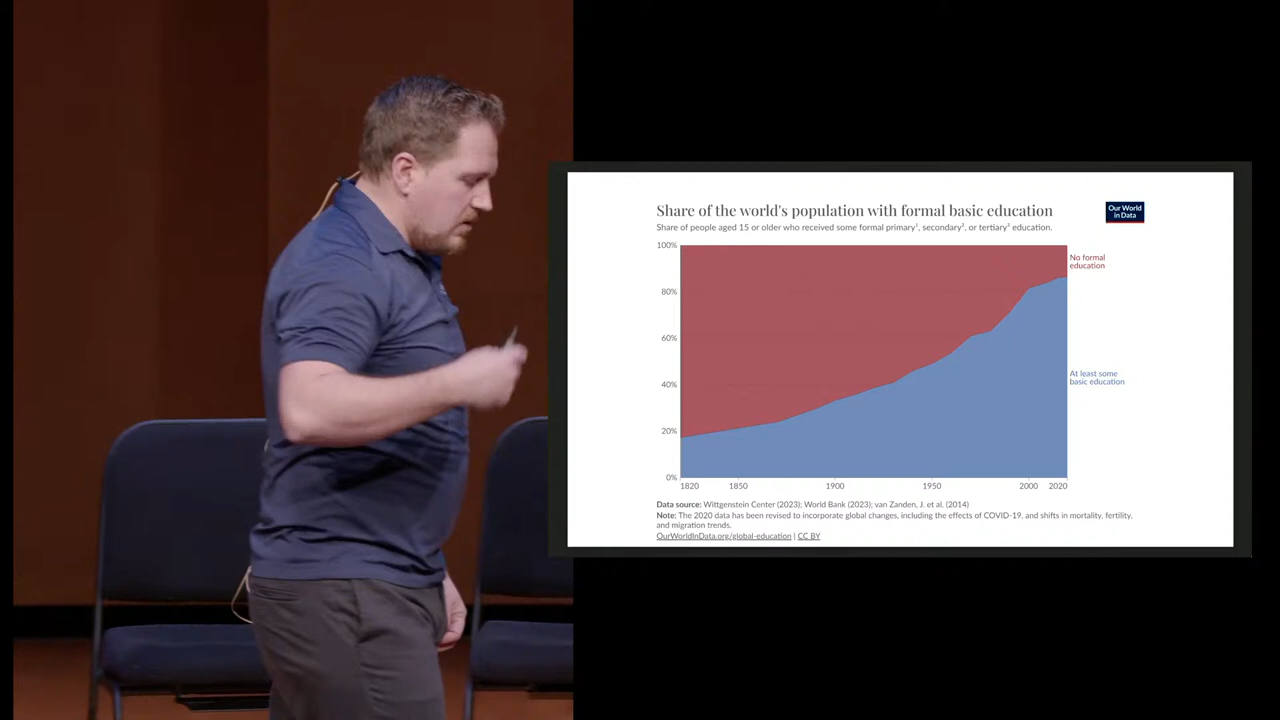 Share of the world's population with formal basic education
Our World
in Data
Share of people aged 15 or older who received some formal primary¹, secondary², or tertiary³ education.
100%
80%
60%
40%
20%
0%
No formal
education
At least some
basic education
1820
1850
1900
1950
2000
2020
Data source: Wittgenstein Center (2023); World Bank (2023); van Zanden, J. et al. (2014)
Note: The 2020 data has been revised to incorporate global changes, including the effects of COVID-19, and shifts in mortality, fertility,
and migration trends.
OurWorldInData.org/global-education | CC BY